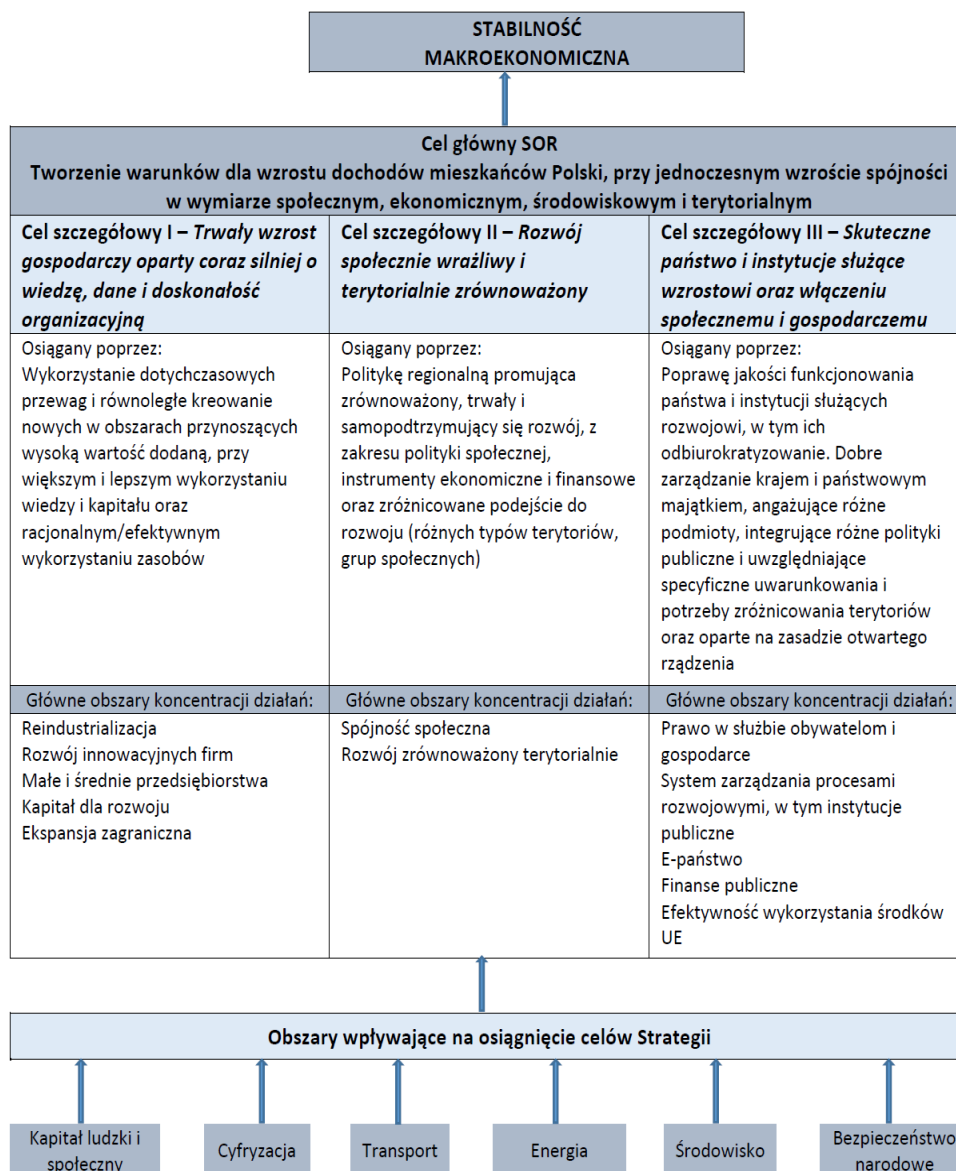 STABILNOŚĆ
MAKROEKONOMICZNA
Cel główny SOR
Tworzenie warunków dla wzrostu dochodów mieszkańców Polski, przy jednoczesnym wzroście spójności
w wymiarze społecznym, ekonomicznym, środowiskowym i terytorialnym
Cel szczegółowy I – Trwały wzrost
gospodarczy oparty coraz silniej o
wiedzę, dane i doskonałość
organizacyjną
Cel szczegółowy II – Rozwój
społecznie wrażliwy i
terytorialnie zrównoważony
Cel szczegółowy III – Skuteczne
państwo i instytucje służące
wzrostowi oraz włączeniu
społecznemu i gospodarczemu
Osiągany poprzez:
Wykorzystanie dotychczasowych
przewag i równoległe kreowanie
nowych w obszarach przynoszących
wysoką wartość dodaną, przy
większym i lepszym wykorzystaniu
wiedzy i kapitału oraz
racjonalnym/efektywnym
wykorzystaniu zasobów
Osiągany poprzez:
Politykę regionalną promująca
zrównoważony, trwały i
samopodtrzymujący się rozwój, z
zakresu polityki społecznej,
instrumenty ekonomiczne i finansowe
oraz zróżnicowane podejście do
rozwoju (różnych typów terytoriów,
grup społecznych)
Osiągany poprzez:
Poprawę jakości funkcjonowania
państwa i instytucji służących
rozwojowi, w tym ich
odbiurokratyzowanie. Dobre
zarządzanie krajem i państwowym
majątkiem, angażujące różne
podmioty, integrujące różne polityki
publiczne i uwzględniające
specyficzne uwarunkowania i
potrzeby zróżnicowania terytoriów
oraz oparte na zasadzie otwartego
rządzenia
Główne obszary koncentracji działań:
Główne obszary koncentracji działań:
Główne obszary koncentracji działań:
Reindustrializacja
Rozwój innowacyjnych firm
Małe i średnie przedsiębiorstwa
Kapitał dla rozwoju
Ekspansja zagraniczna
Spójność społeczna
Rozwój zrównoważony terytorialnie
Prawo w służbie obywatelom i
gospodarce
System zarządzania procesami
rozwojowymi, w tym instytucje
publiczne
E-państwo
Finanse publiczne
Efektywność wykorzystania środków
UE
Obszary wpływające na osiągnięcie celów Strategii
Kapitał ludzki i
społeczny
Cyfryzacja
Transport
Energia
Środowisko
Bezpieczeństwo
narodowe